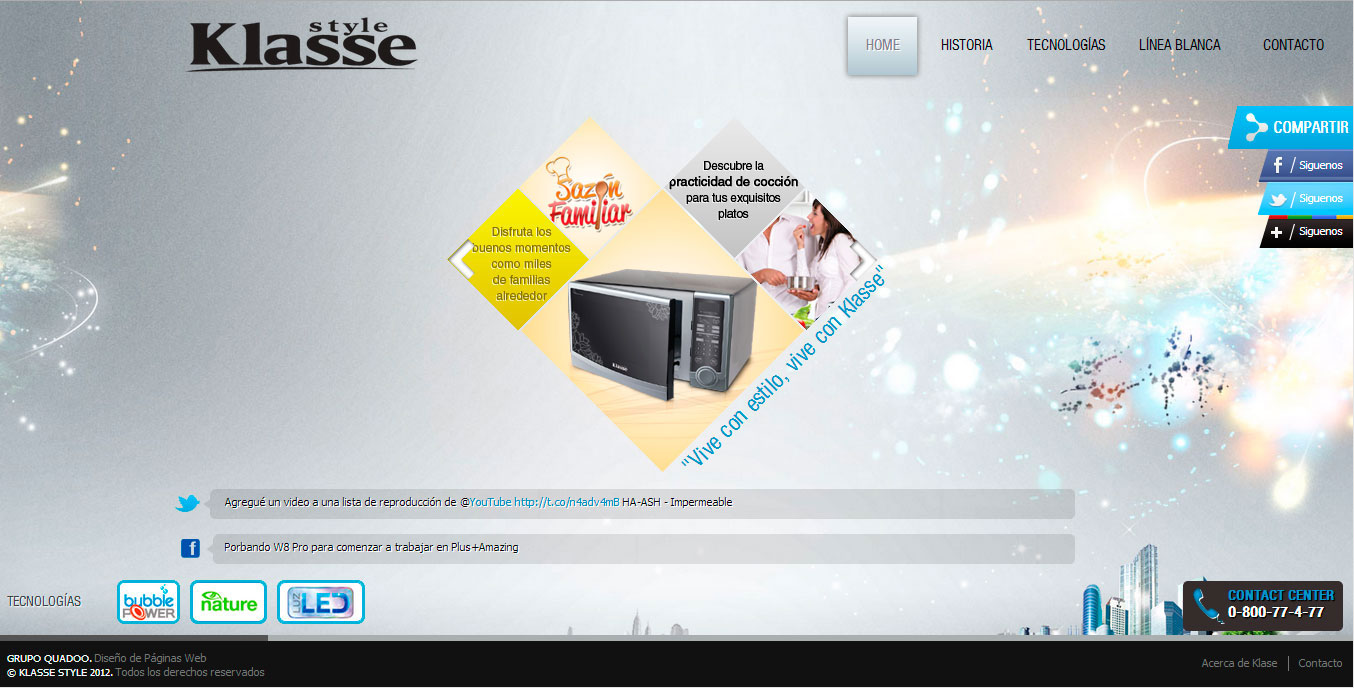 style
Klasse
HOME
HISTORIA
TECNOLOGÍAS
LÍNEA BLANCA
CONTACTO
COMPARTIR
f / Siguenos
/ Siguenos
+ / Siguenos
Sazón
Familiar
Descubre la
practicidad de cocción
para tus exquisitos
platos
Disfruta los
buenos momentos
como miles
de familias
alrededor
Klasse
"Vive con estilo, vive con Klasse"
Agregué un video a una lista de reproducción de @YouTube http://t.co/n4adv4mB HA-ASH - Impermeable
f
Porbando W8 Pro para comenzar a trabajar en Plus+Amazing
TECNOLOGÍAS
bubble
POWER
nature
LUZ LED
CONTACT CENTER
0-800-77-4-77
GRUPO QUADOO. Diseño de Páginas Web
© KLASSE STYLE 2012. Todos los derechos reservados
Acerca de Klase
Contacto